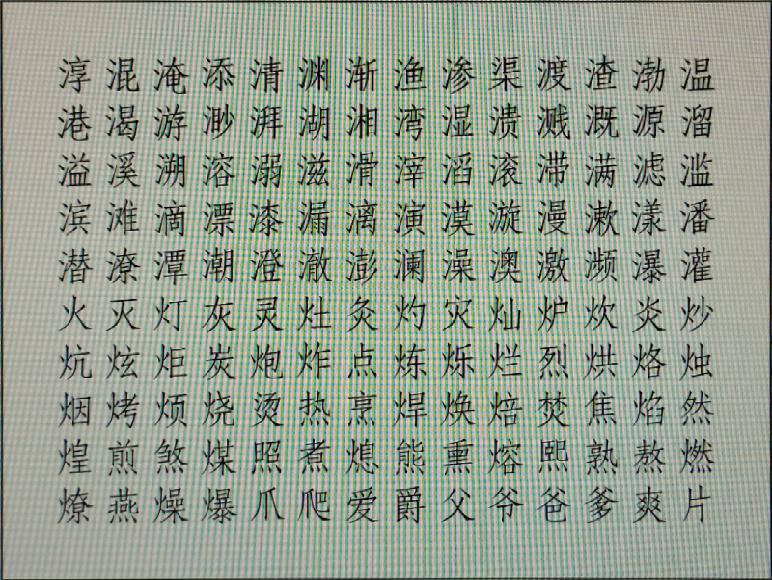 淳混淹添清渊渐渔渗渠渡渣渤温
港渴游渺湃湖湘湾湿溃溅溉源溜
溢溪溯溶溺滋滑滓滔滚滞满滤滥
滨滩滴漂漆漏漓演漠漩漫漱漾潘
潜潦潭潮澄澈澎澜澡澳激濒瀑灌
火灭灯灰灵灶灸灼灾灿炉炊炎炒
炕炫炬炭炮炸点炼烁烂烈烘烙烛
烟烤烦烧烫热烹焊焕焙焚焦焰然
煌煎煞煤照煮熄熊熏熔熙熟熬燃
燎燕燥爆爪爬爱爵父爷爸爹爽片